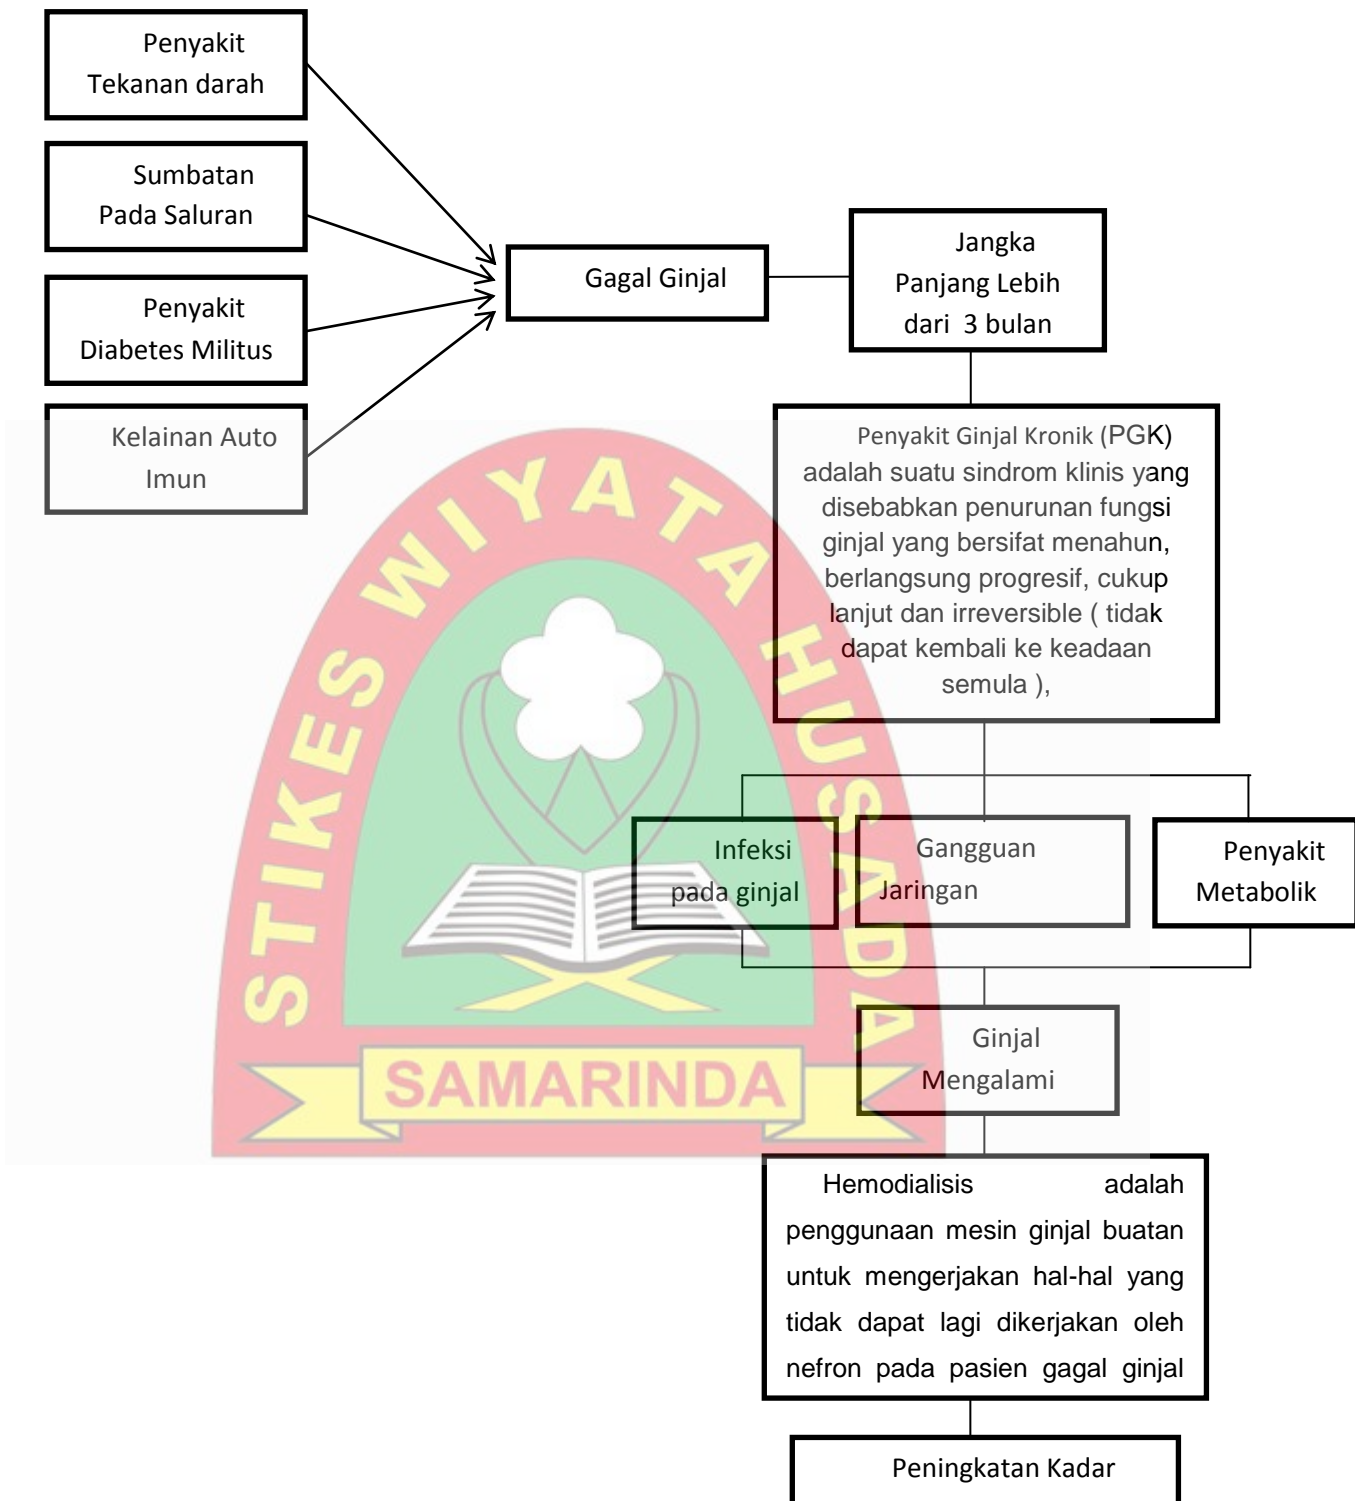 Penyakit
Tekanan darah
Sumbatan
Pada Saluran
Penyakit
Diabetes Militus
Kelainan Auto
Imun
Gagal Ginjal
Jangka
Panjang Lebih
dari 3 bulan
Penyakit Ginjal Kronik (PGK)
adalah suatu sindrom klinis yang
disebabkan penurunan fungsi
ginjal yang bersifat menahun,
berlangsung progresif, cukup
lanjut dan irreversible ( tidak
dapat kembali ke keadaan
semula ),
Infeksi
pada ginjal
Gangguan
Jaringan
Penyakit
Metabolik
Ginjal
Mengalami
Hemodialisis adalah
penggunaan mesin ginjal buatan
untuk mengerjakan hal-hal yang
tidak dapat lagi dikerjakan oleh
nefron pada pasien gagal ginjal
Peningkatan Kadar
STIKES WIYATA HUSADA
SAMARINDA